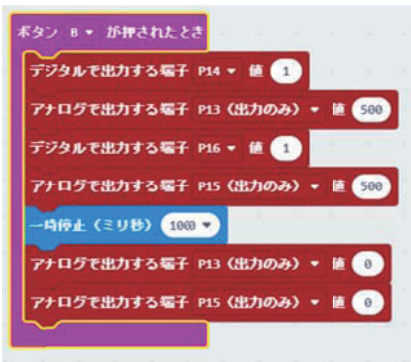 ボタン B ▾ が押されたとき
デジタルで出力する端子 P14 ▾ 値 1
アナログで出力する端子 P13（出力のみ） ▾ 値 500
デジタルで出力する端子 P16 ▾ 値 1
アナログで出力する端子 P15（出力のみ） ▾ 値 500
一時停止（ミリ秒） 1000 ▾
アナログで出力する端子 P13（出力のみ） ▾ 値 0
アナログで出力する端子 P15（出力のみ） ▾ 値 0